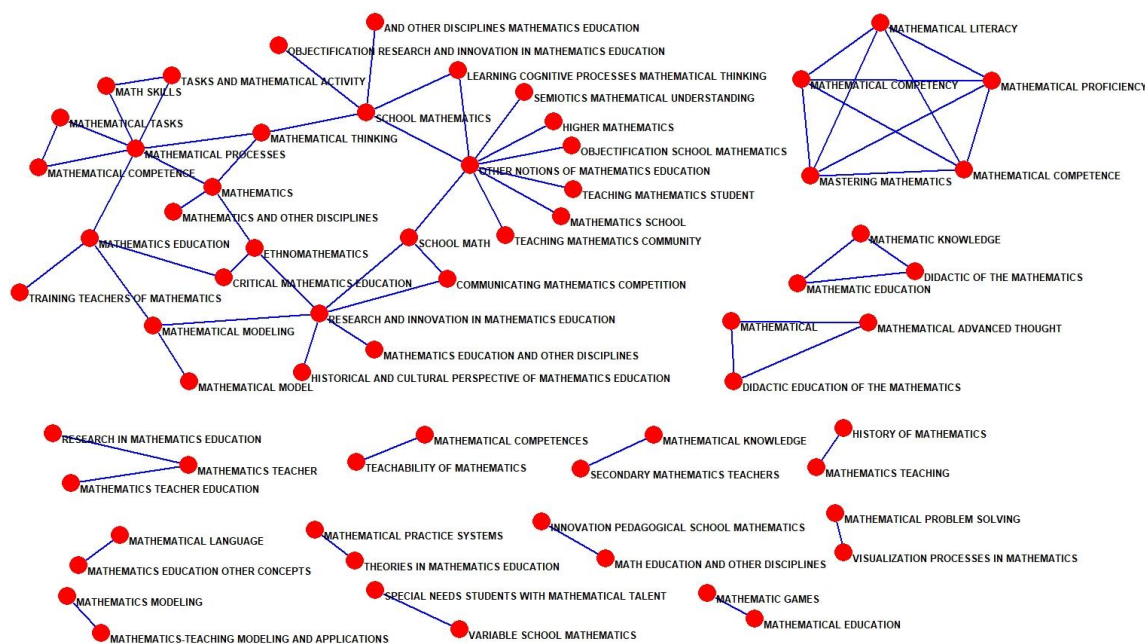 AND OTHER DISCIPLINES MATHEMATICS EDUCATION
MATHEMATICAL LITERACY
OBJECTIFICATION RESEARCH AND INNOVATION IN MATHEMATICS EDUCATION
TASKS AND MATHEMATICAL ACTIVITY
LEARNING COGNITIVE PROCESSES MATHEMATICAL THINKING
MATH SKILLS
MATHEMATICAL COMPETENCY
MATHEMATICAL PROFICIENCY
SEMIOTICS MATHEMATICAL UNDERSTANDING
SCHOOL MATHEMATICS
MATHEMATICAL TASKS
HIGHER MATHEMATICS
MATHEMATICAL THINKING
MATHEMATICAL PROCESSES
OBJECTIFICATION SCHOOL MATHEMATICS
MATHEMATICAL COMPETENCE
OTHER NOTIONS OF MATHEMATICS EDUCATION
MATHEMATICAL COMPETENCE
MASTERING MATHEMATICS
MATHEMATICS
TEACHING MATHEMATICS STUDENT
MATHEMATICS AND OTHER DISCIPLINES
MATHEMATICS SCHOOL
MATHEMATICS EDUCATION
SCHOOL MATH
TEACHING MATHEMATICS COMMUNITY
MATHEMATIC KNOWLEDGE
ETHNOMATHEMATICS
DIDACTIC OF THE MATHEMATICS
CRITICAL MATHEMATICS EDUCATION
COMMUNICATING MATHEMATICS COMPETITION
MATHEMATIC EDUCATION
TRAINING TEACHERS OF MATHEMATICS
RESEARCH AND INNOVATION IN MATHEMATICS EDUCATION
MATHEMATICAL MODELING
MATHEMATICAL
MATHEMATICAL ADVANCED THOUGHT
MATHEMATICS EDUCATION AND OTHER DISCIPLINES
HISTORICAL AND CULTURAL PERSPECTIVE OF MATHEMATICS EDUCATION
MATHEMATICAL MODEL
DIDACTIC EDUCATION OF THE MATHEMATICS
RESEARCH IN MATHEMATICS EDUCATION
MATHEMATICAL COMPETENCES
MATHEMATICAL KNOWLEDGE
HISTORY OF MATHEMATICS
MATHEMATICS TEACHER
TEACHABILITY OF MATHEMATICS
SECONDARY MATHEMATICS TEACHERS
MATHEMATICS TEACHING
MATHEMATICS TEACHER EDUCATION
MATHEMATICAL LANGUAGE
MATHEMATICAL PRACTICE SYSTEMS
INNOVATION PEDAGOGICAL SCHOOL MATHEMATICS
MATHEMATICAL PROBLEM SOLVING
MATHEMATICS EDUCATION OTHER CONCEPTS
THEORIES IN MATHEMATICS EDUCATION
MATH EDUCATION AND OTHER DISCIPLINES
VISUALIZATION PROCESSES IN MATHEMATICS
MATHEMATICS MODELING
SPECIAL NEEDS STUDENTS WITH MATHEMATICAL TALENT
MATHEMATIC GAMES
MATHEMATICS-TEACHING MODELING AND APPLICATIONS
VARIABLE SCHOOL MATHEMATICS
MATHEMATICAL EDUCATION